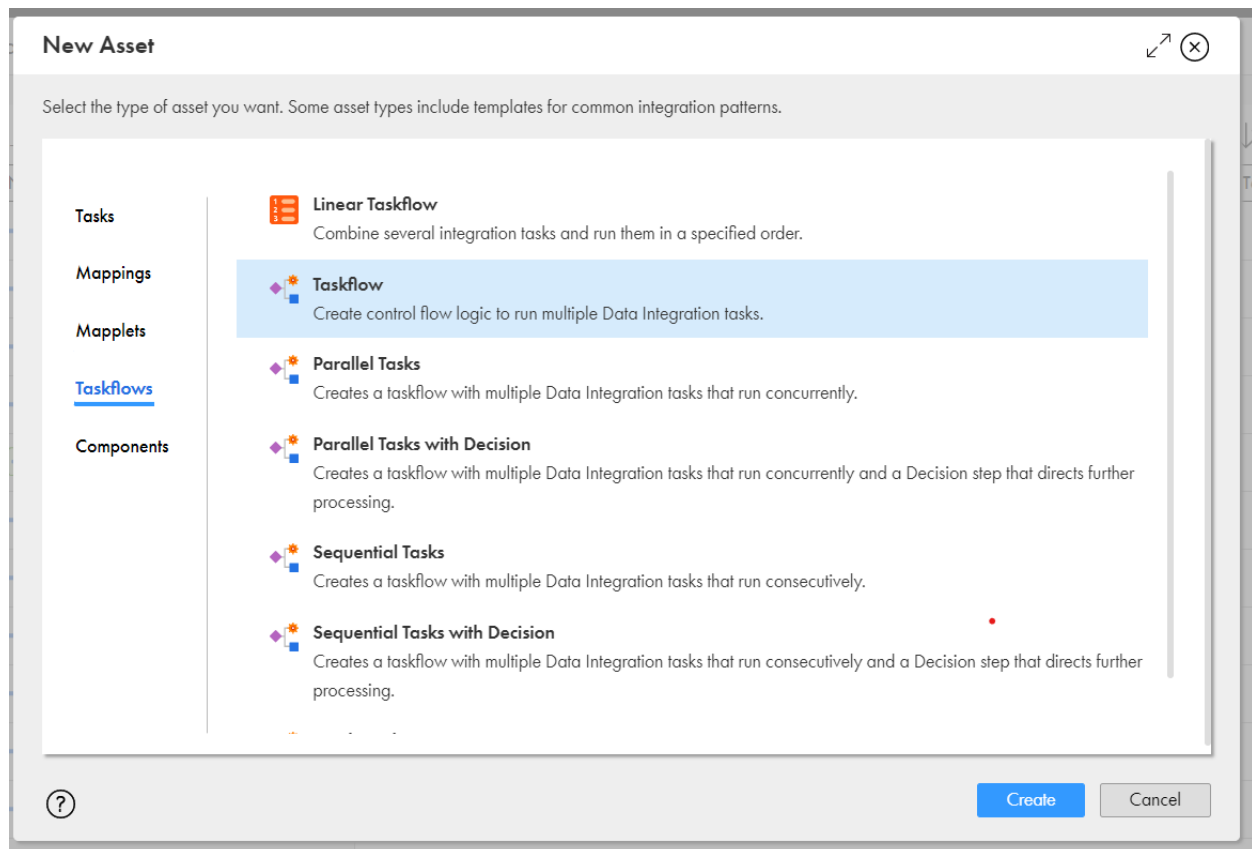 New Asset
Select the type of asset you want. Some asset types include templates for common integration patterns.
Tasks
Mappings
Mapplets
Taskflows
Components
Linear Taskflow
Combine several integration tasks and run them in a specified order.
Taskflow
Create control flow logic to run multiple Data Integration tasks.
Parallel Tasks
Creates a taskflow with multiple Data Integration tasks that run concurrently.
Parallel Tasks with Decision
Creates a taskflow with multiple Data Integration tasks that run concurrently and a Decision step that directs further
processing.
Sequential Tasks
Creates a taskflow with multiple Data Integration tasks that run consecutively.
Sequential Tasks with Decision
Creates a taskflow with multiple Data Integration tasks that run consecutively and a Decision step that directs further
processing.
?
Create
Cancel